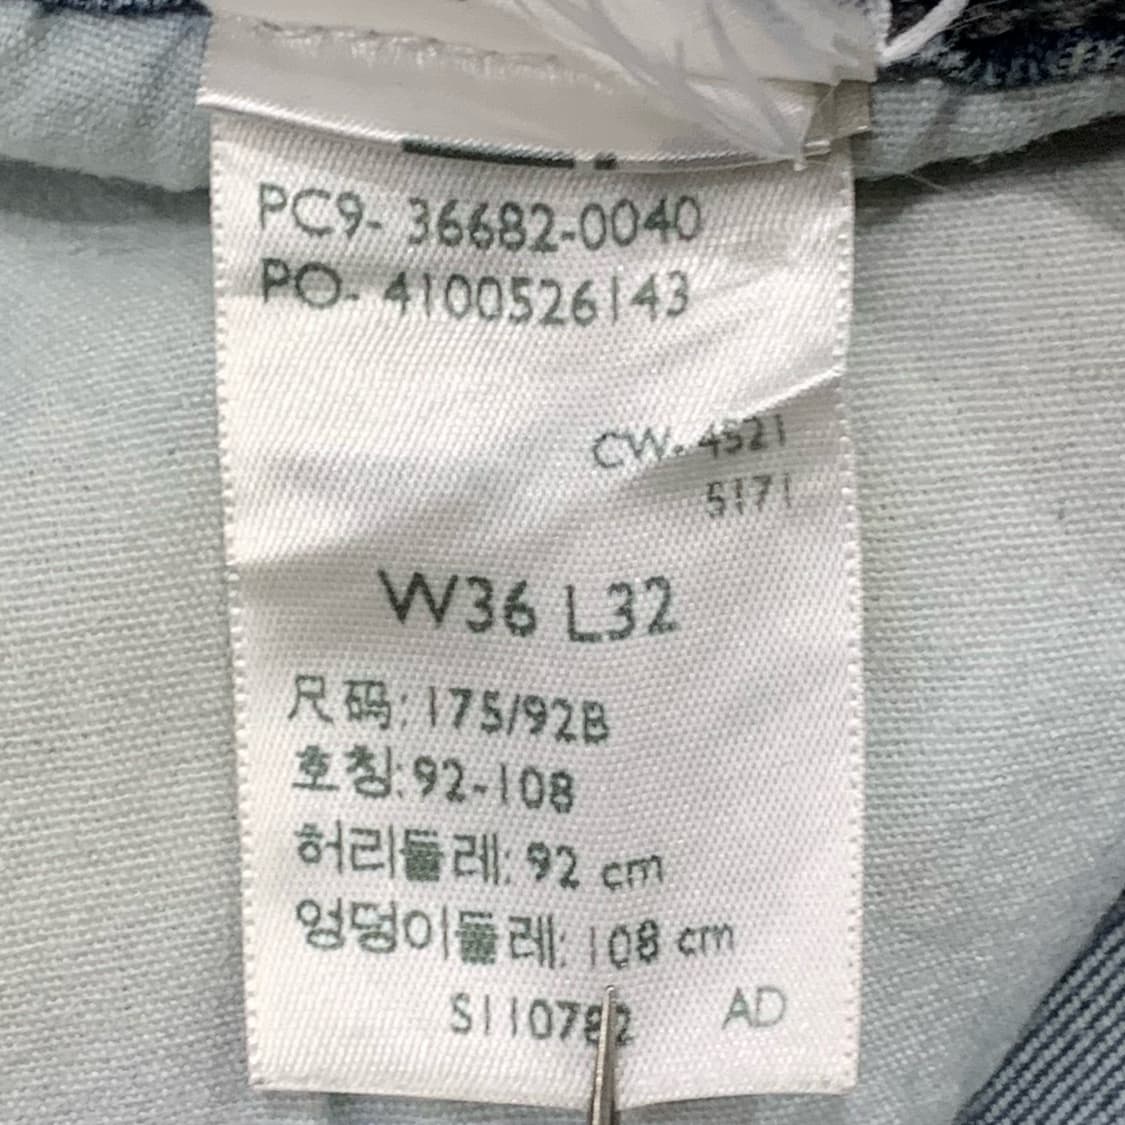 PC9- 36682-0040
PO- 4100526143
CW. 4521
5171
W36 L32
尺码: 175/92B
호칭: 92-108
허리둘레: 92 cm
엉덩이둘레: 108 cm
S110782 AD